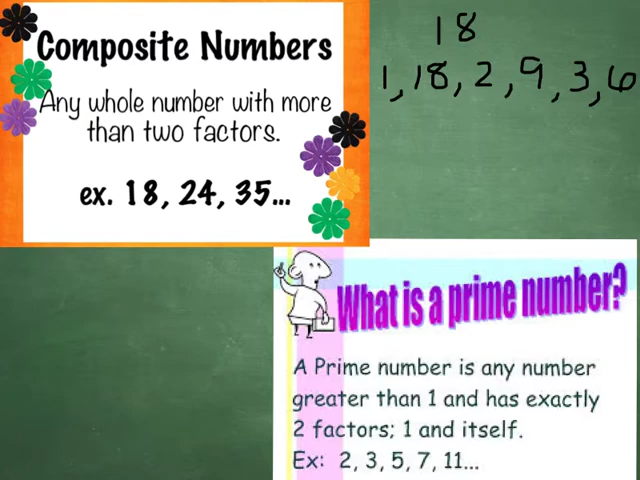 Composite Numbers
Any whole number with more
than two factors.
ex. 18, 24, 35...
18
1, 18, 2, 9, 3, 6
What is a prime number?
A Prime number is any number
greater than 1 and has exactly
2 factors; 1 and itself.
Ex: 2, 3, 5, 7, 11...